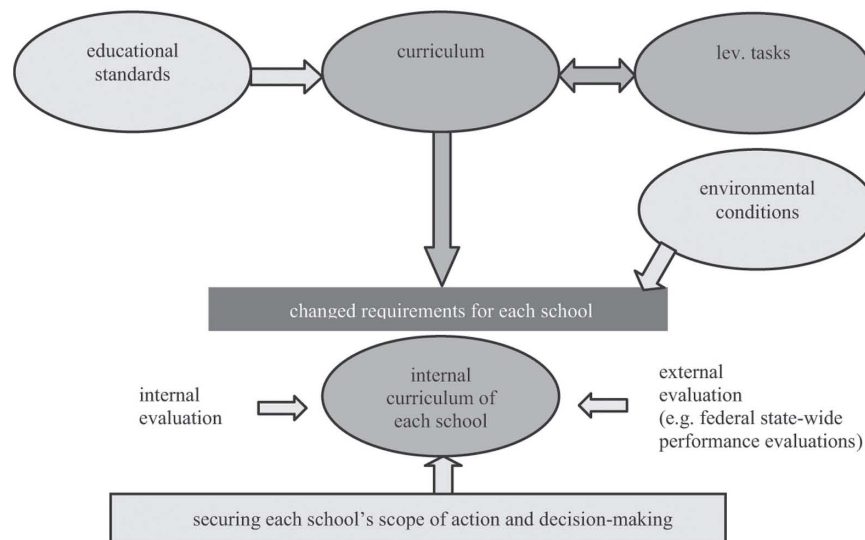 educational
standards
curriculum
lev. tasks
environmental
conditions
changed requirements for each school
internal
evaluation
internal
curriculum of
each school
external
evaluation
(e.g. federal state-wide
performance evaluations)
securing each school’s scope of action and decision-making